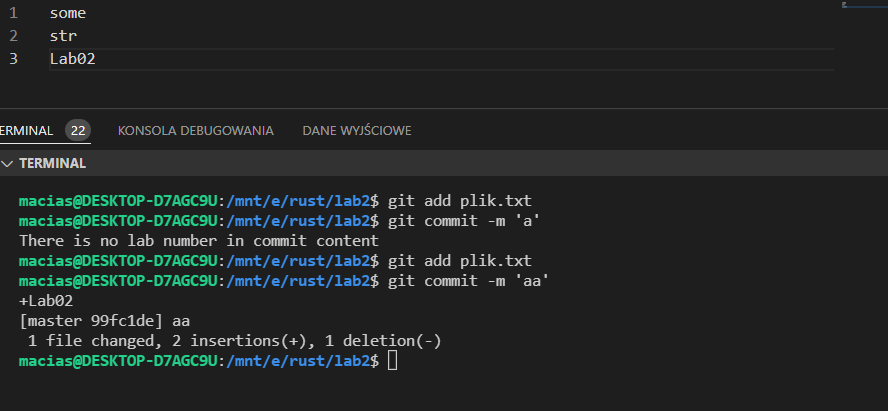 1 some
2 str
3 Lab02
ERMINAL 22 KONSOLA DEBUGOWANIA DANE WYJŚCIOWE
TERMINAL
macias@DESKTOP-D7AGC9U:/mnt/e/rust/lab2$ git add plik.txt
macias@DESKTOP-D7AGC9U:/mnt/e/rust/lab2$ git commit -m 'a'
There is no lab number in commit content
macias@DESKTOP-D7AGC9U:/mnt/e/rust/lab2$ git add plik.txt
macias@DESKTOP-D7AGC9U:/mnt/e/rust/lab2$ git commit -m 'aa'
+Lab02
[master 99fc1de] aa
 1 file changed, 2 insertions(+), 1 deletion(-)
macias@DESKTOP-D7AGC9U:/mnt/e/rust/lab2$